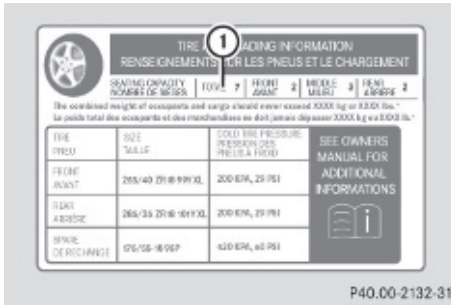 1
TIRE AND LOADING INFORMATION
RENSEIGNEMENTS SUR LES PNEUS ET LE CHARGEMENT
SEATING CAPACITY TOTAL 7 FRONT 2 MIDDLE 3 REAR 2
NOMBRE DE SIEGES AVANT MILIEU ARRIÈRE
The combined weight of occupants and cargo should never exceed XXXX kg or XXXX lbs."
Le poids total des occupants et des marchandises ne doit jamais dépasser XXXX kg ou XXXX lb."
TIRE SIZE COLD TIRE PRESSURE
PNEU TAILLE PRESSION DES
PNEUS A FROID
SEE OWNERS
MANUAL FOR
ADDITIONAL
INFORMATIONS
FRONT
AVANT 200 KPA, 29 PSI
REAR
ARRIÈRE 200 KPA, 29 PSI
SPARE
DE RECHANGE 420 KPA, 60 PSI
P40.00-2132-31